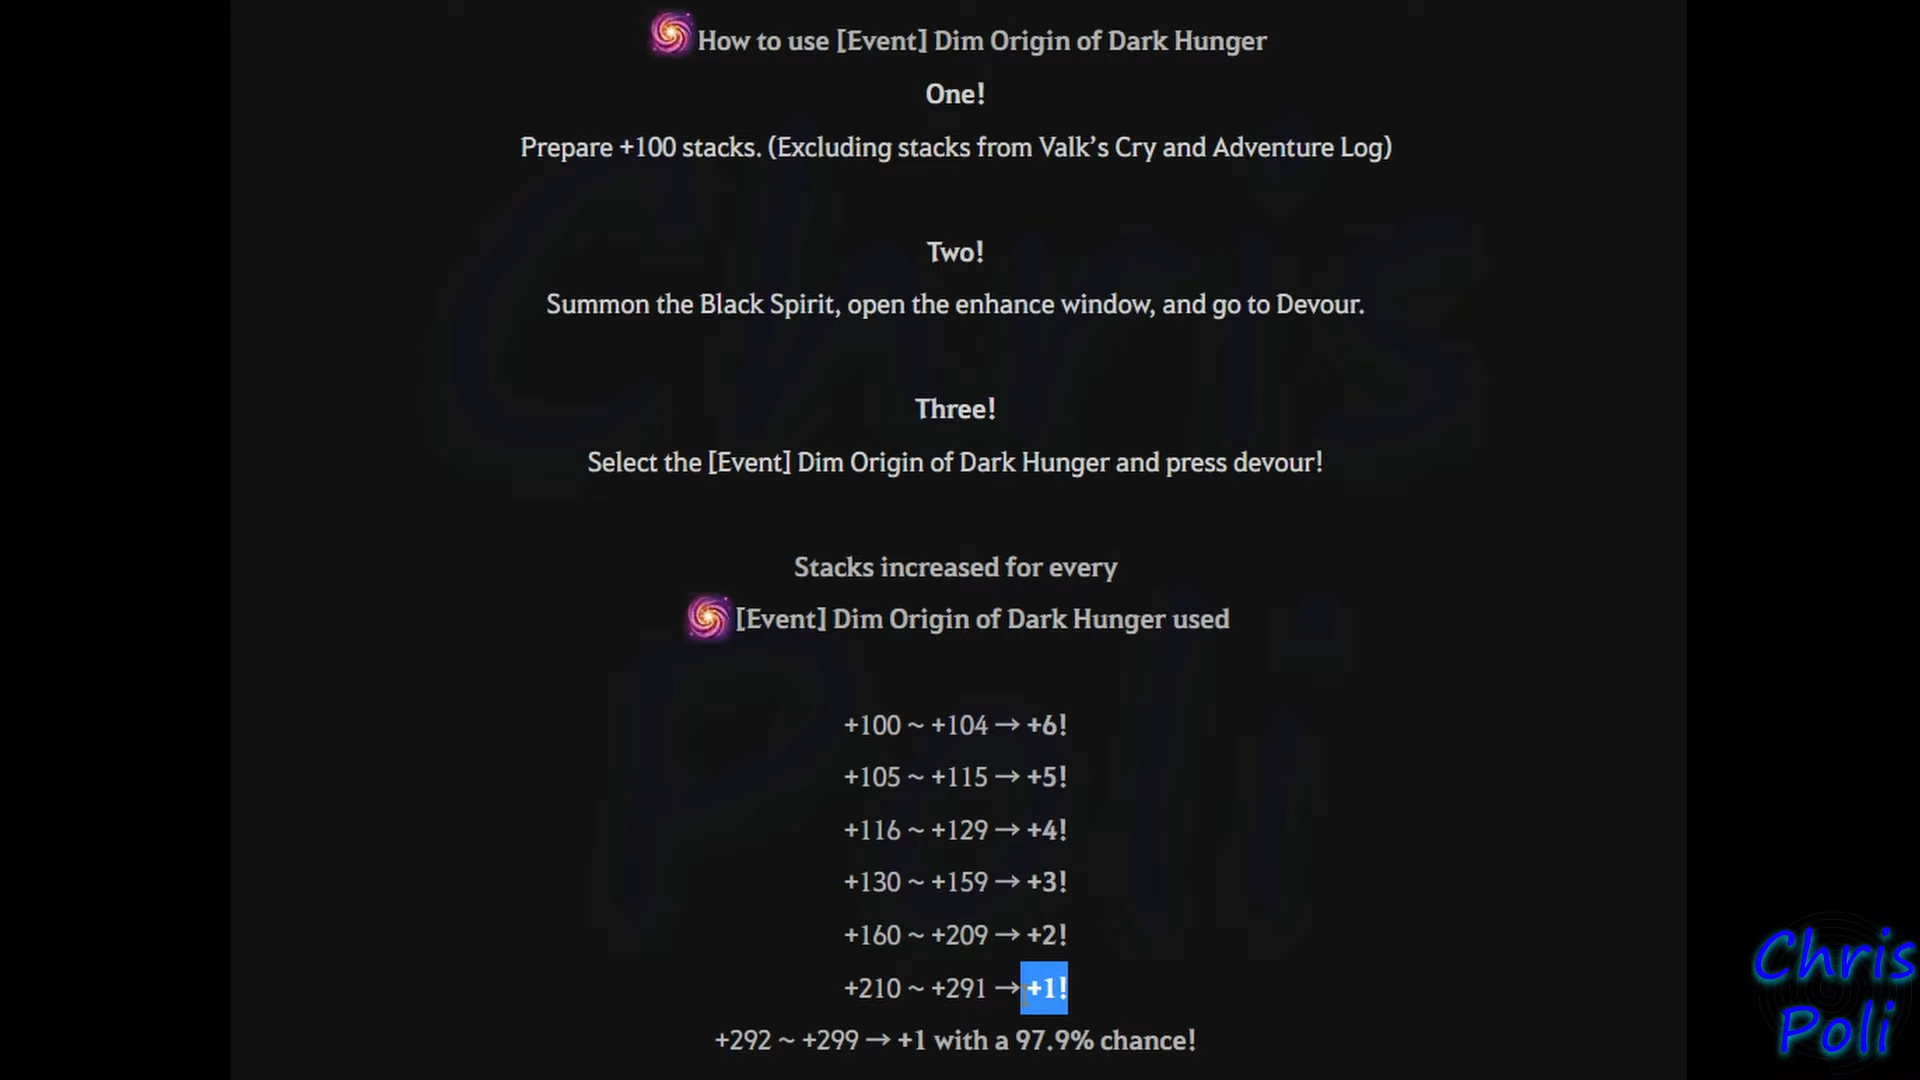 How to use [Event] Dim Origin of Dark Hunger
One!
Prepare +100 stacks. (Excluding stacks from Valk’s Cry and Adventure Log)
Two!
Summon the Black Spirit, open the enhance window, and go to Devour.
Three!
Select the [Event] Dim Origin of Dark Hunger and press devour!
Stacks increased for every
[Event] Dim Origin of Dark Hunger used
+100 ~ +104 → +6!
+105 ~ +115 → +5!
+116 ~ +129 → +4!
+130 ~ +159 → +3!
+160 ~ +209 → +2!
+210 ~ +291 → +1!
+292 ~ +299 → +1 with a 97.9% chance!
Chris
Poli
Chris
Poli